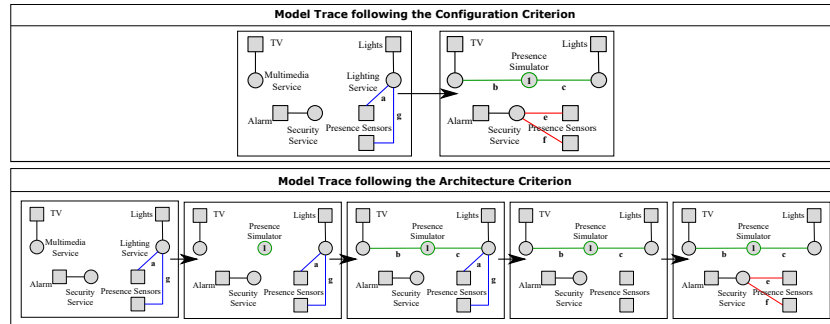 Model Trace following the Configuration Criterion
TV
Lights
Multimedia
Service
Lighting
Service
a
g
Alarm
Security
Service
Presence Sensors
TV
Presence
Simulator
Lights
1
b
c
Alarm
Security
Service
e
Presence Sensors
f
Model Trace following the Architecture Criterion
TV
Lights
Multimedia
Service
Lighting
Service
a
g
Alarm
Security
Service
Presence Sensors
TV
Lights
Presence
Simulator
1
a
g
Alarm
Security
Service
Presence Sensors
TV
Lights
Presence
Simulator
1
b
c
a
g
Alarm
Security
Service
Presence Sensors
TV
Lights
Presence
Simulator
1
b
c
Alarm
Security
Service
Presence Sensors
TV
Lights
Presence
Simulator
1
b
c
Alarm
Security
Service
e
Presence Sensors
f